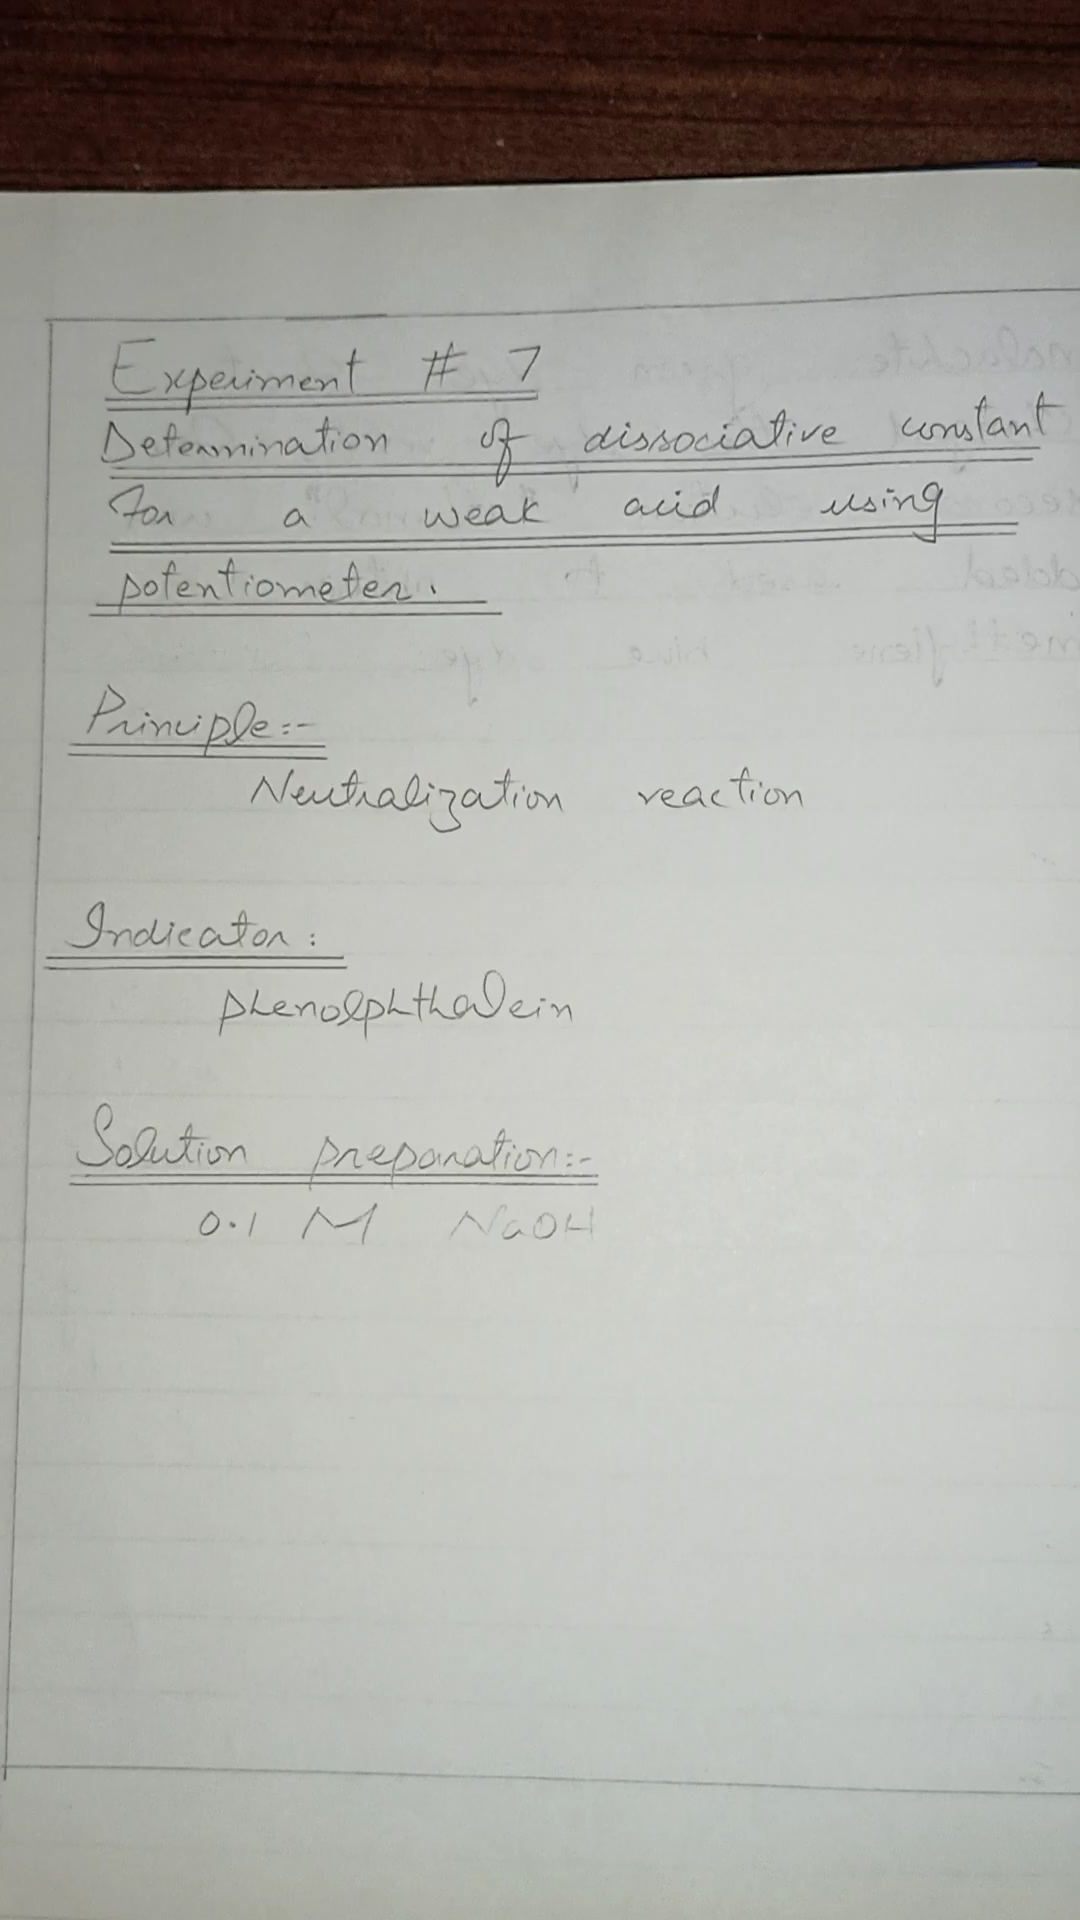 Experiment # 7
Determination of dissociative constant
for a weak acid using
potentiometer.
Principle:-
Neutralization reaction
Indicator:
phenolphthalein
Solution preparation:-
0.1 M NaOH